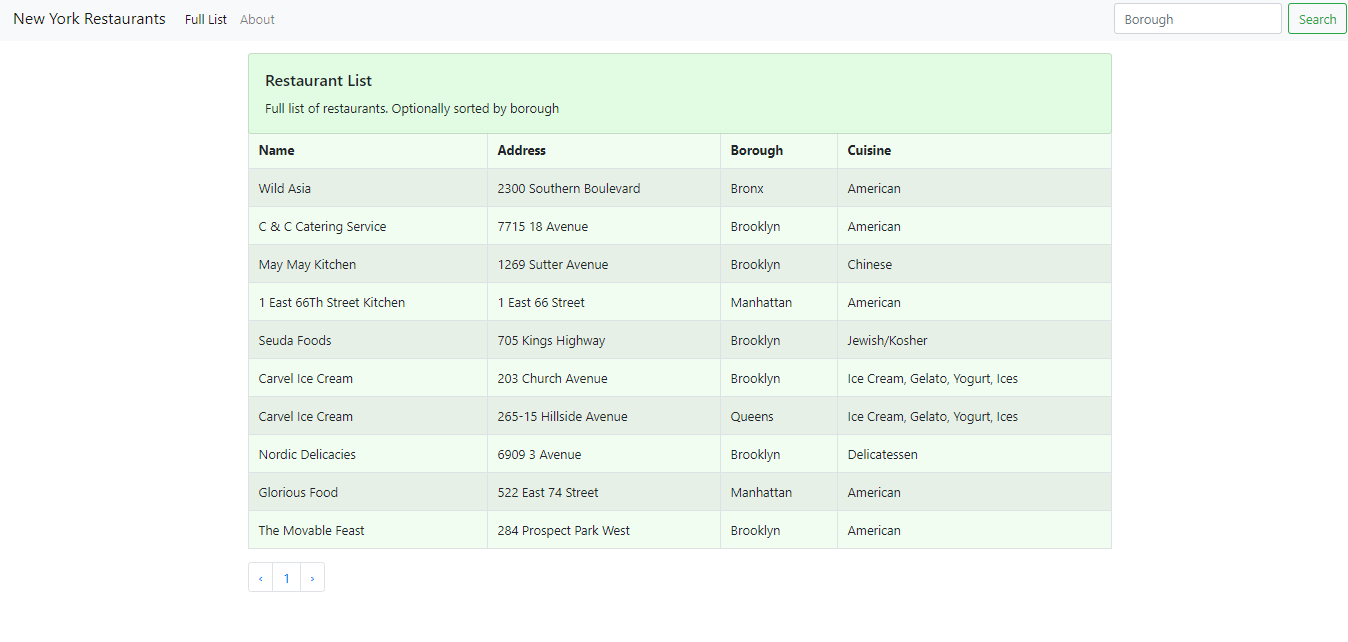 New York Restaurants Full List About Borough Search
Restaurant List
Full list of restaurants. Optionally sorted by borough
Name Address Borough Cuisine
Wild Asia 2300 Southern Boulevard Bronx American
C & C Catering Service 7715 18 Avenue Brooklyn American
May May Kitchen 1269 Sutter Avenue Brooklyn Chinese
1 East 66Th Street Kitchen 1 East 66 Street Manhattan American
Seuda Foods 705 Kings Highway Brooklyn Jewish/Kosher
Carvel Ice Cream 203 Church Avenue Brooklyn Ice Cream, Gelato, Yogurt, Ices
Carvel Ice Cream 265-15 Hillside Avenue Queens Ice Cream, Gelato, Yogurt, Ices
Nordic Delicacies 6909 3 Avenue Brooklyn Delicatessen
Glorious Food 522 East 74 Street Manhattan American
The Movable Feast 284 Prospect Park West Brooklyn American
‹ 1 ›